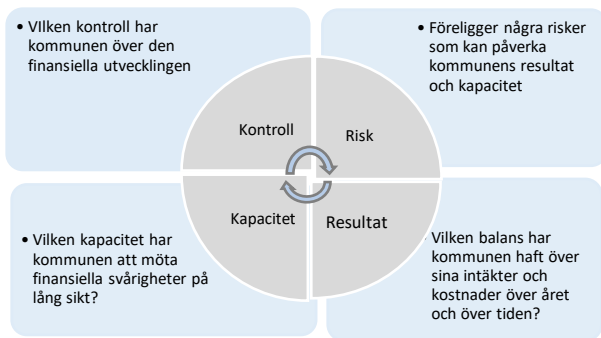 • VIlken kontroll har
kommunen över den
finansiella utvecklingen
• Föreligger några risker
som kan påverka
kommunens resultat
och kapacitet
Kontroll
Risk
Kapacitet
Resultat
• Vilken kapacitet har
kommunen att möta
finansiella svårigheter på
lång sikt?
Vilken balans har
kommunen haft över
sina intäkter och
kostnader över året
och över tiden?